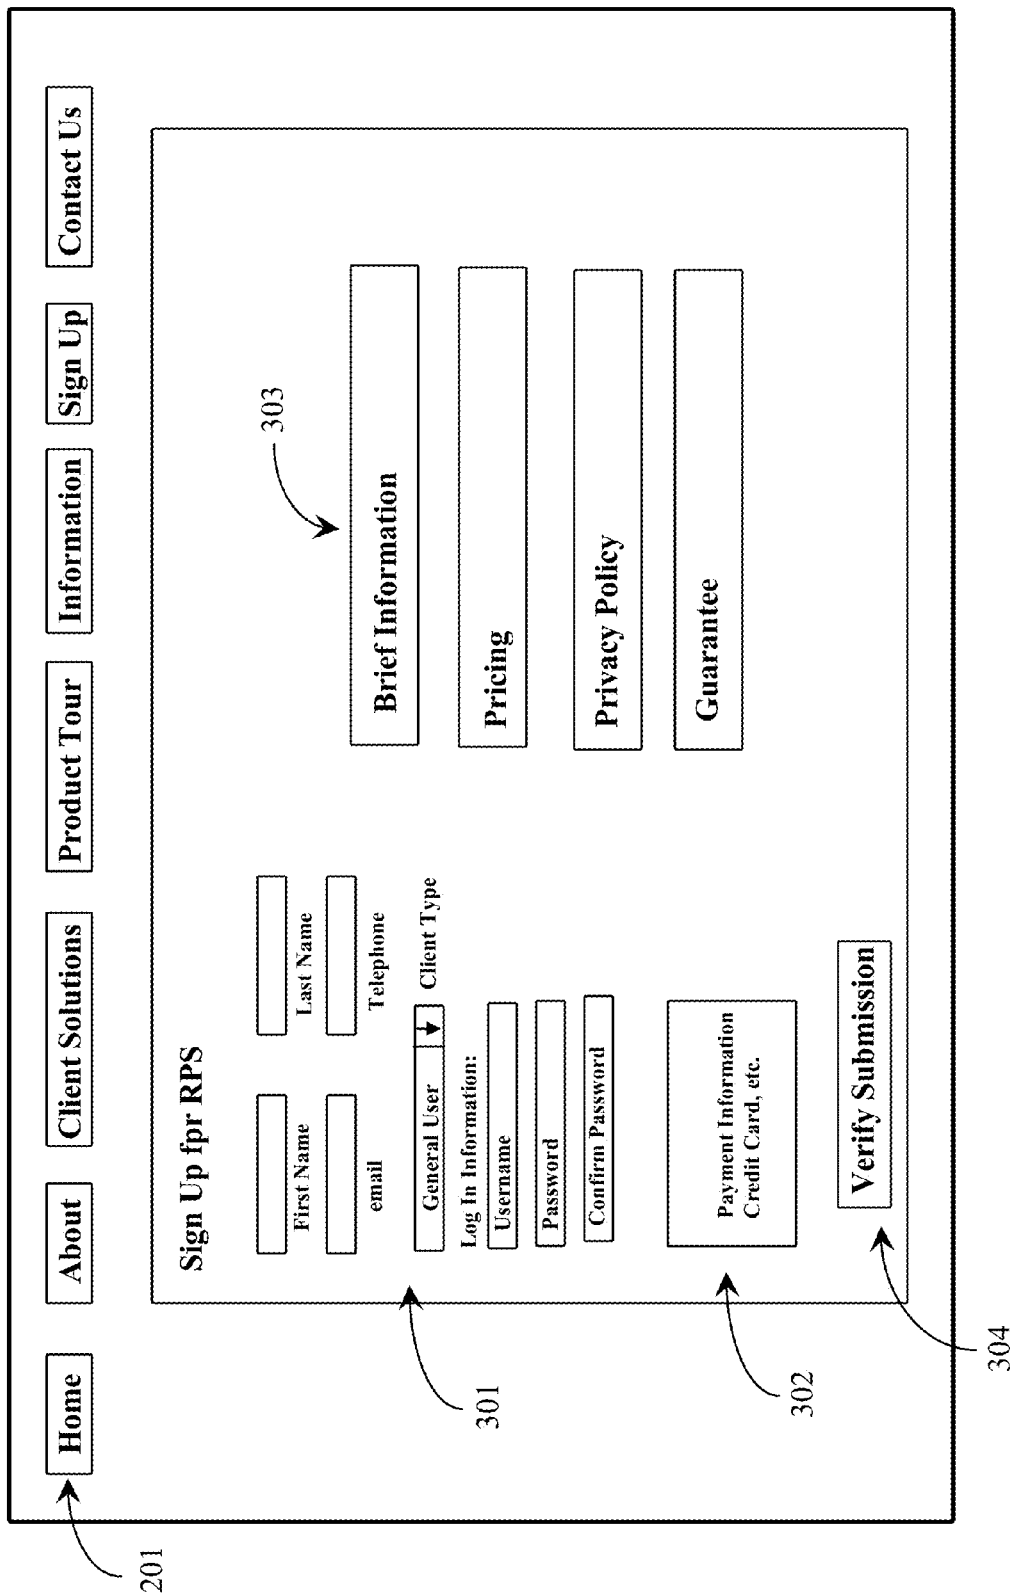 Home
About
Client Solutions
Product Tour
Information
Sign Up
Contact Us
201
Sign Up fpr RPS
First Name
Last Name
email
Telephone
General User
Client Type
Log In Information:
Username
Password
Confirm Password
301
Payment Information
Credit Card, etc.
302
Verify Submission
304
303
Brief Information
Pricing
Privacy Policy
Guarantee